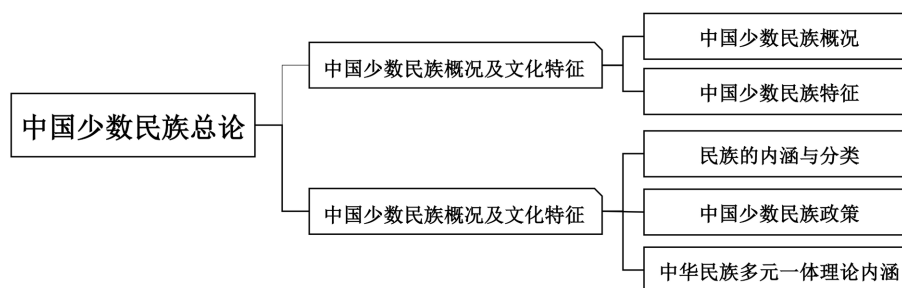 中国少数民族总论
中国少数民族概况及文化特征
中国少数民族概况
中国少数民族特征
中国少数民族概况及文化特征
民族的内涵与分类
中国少数民族政策
中华民族多元一体理论内涵